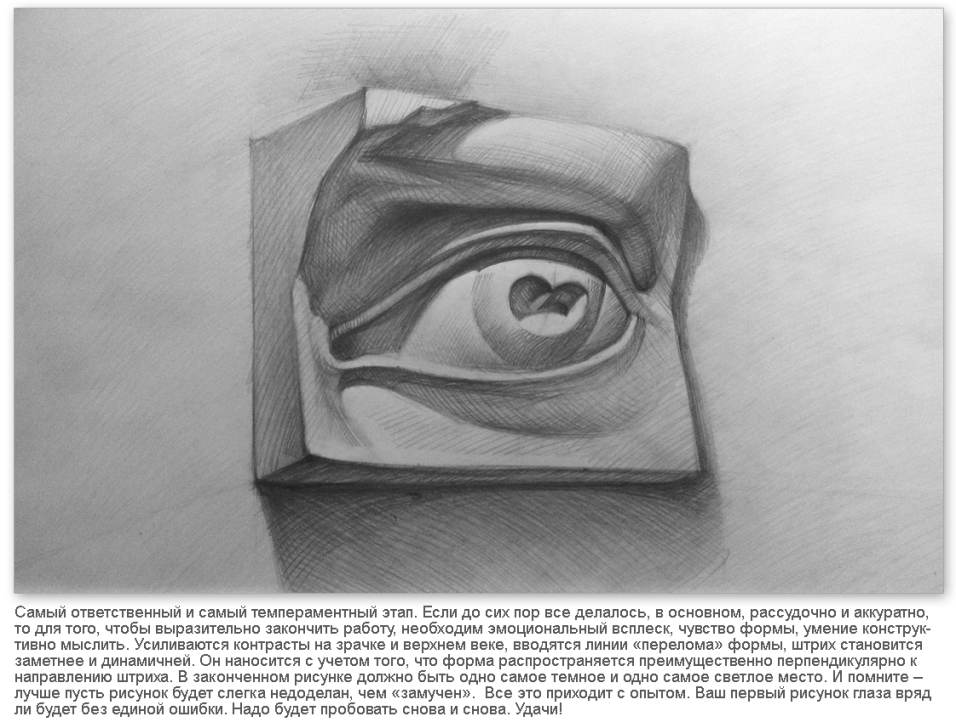 Самый ответственный и самый темпераментный этап. Если до сих пор все делалось, в основном, рассудочно и аккуратно,
то для того, чтобы выразительно закончить работу, необходим эмоциональный всплеск, чувство формы, умение конструк-
тивно мыслить. Усиливаются контрасты на зрачке и верхнем веке, вводятся линии «перелома» формы, штрих становится
заметнее и динамичней. Он наносится с учетом того, что форма распространяется преимущественно перпендикулярно к
направлению штриха. В законченном рисунке должно быть одно самое темное и одно самое светлое место. И помните –
лучше пусть рисунок будет слегка недоделан, чем «замучен».  Все это приходит с опытом. Ваш первый рисунок глаза вряд
ли будет без единой ошибки. Надо будет пробовать снова и снова. Удачи!